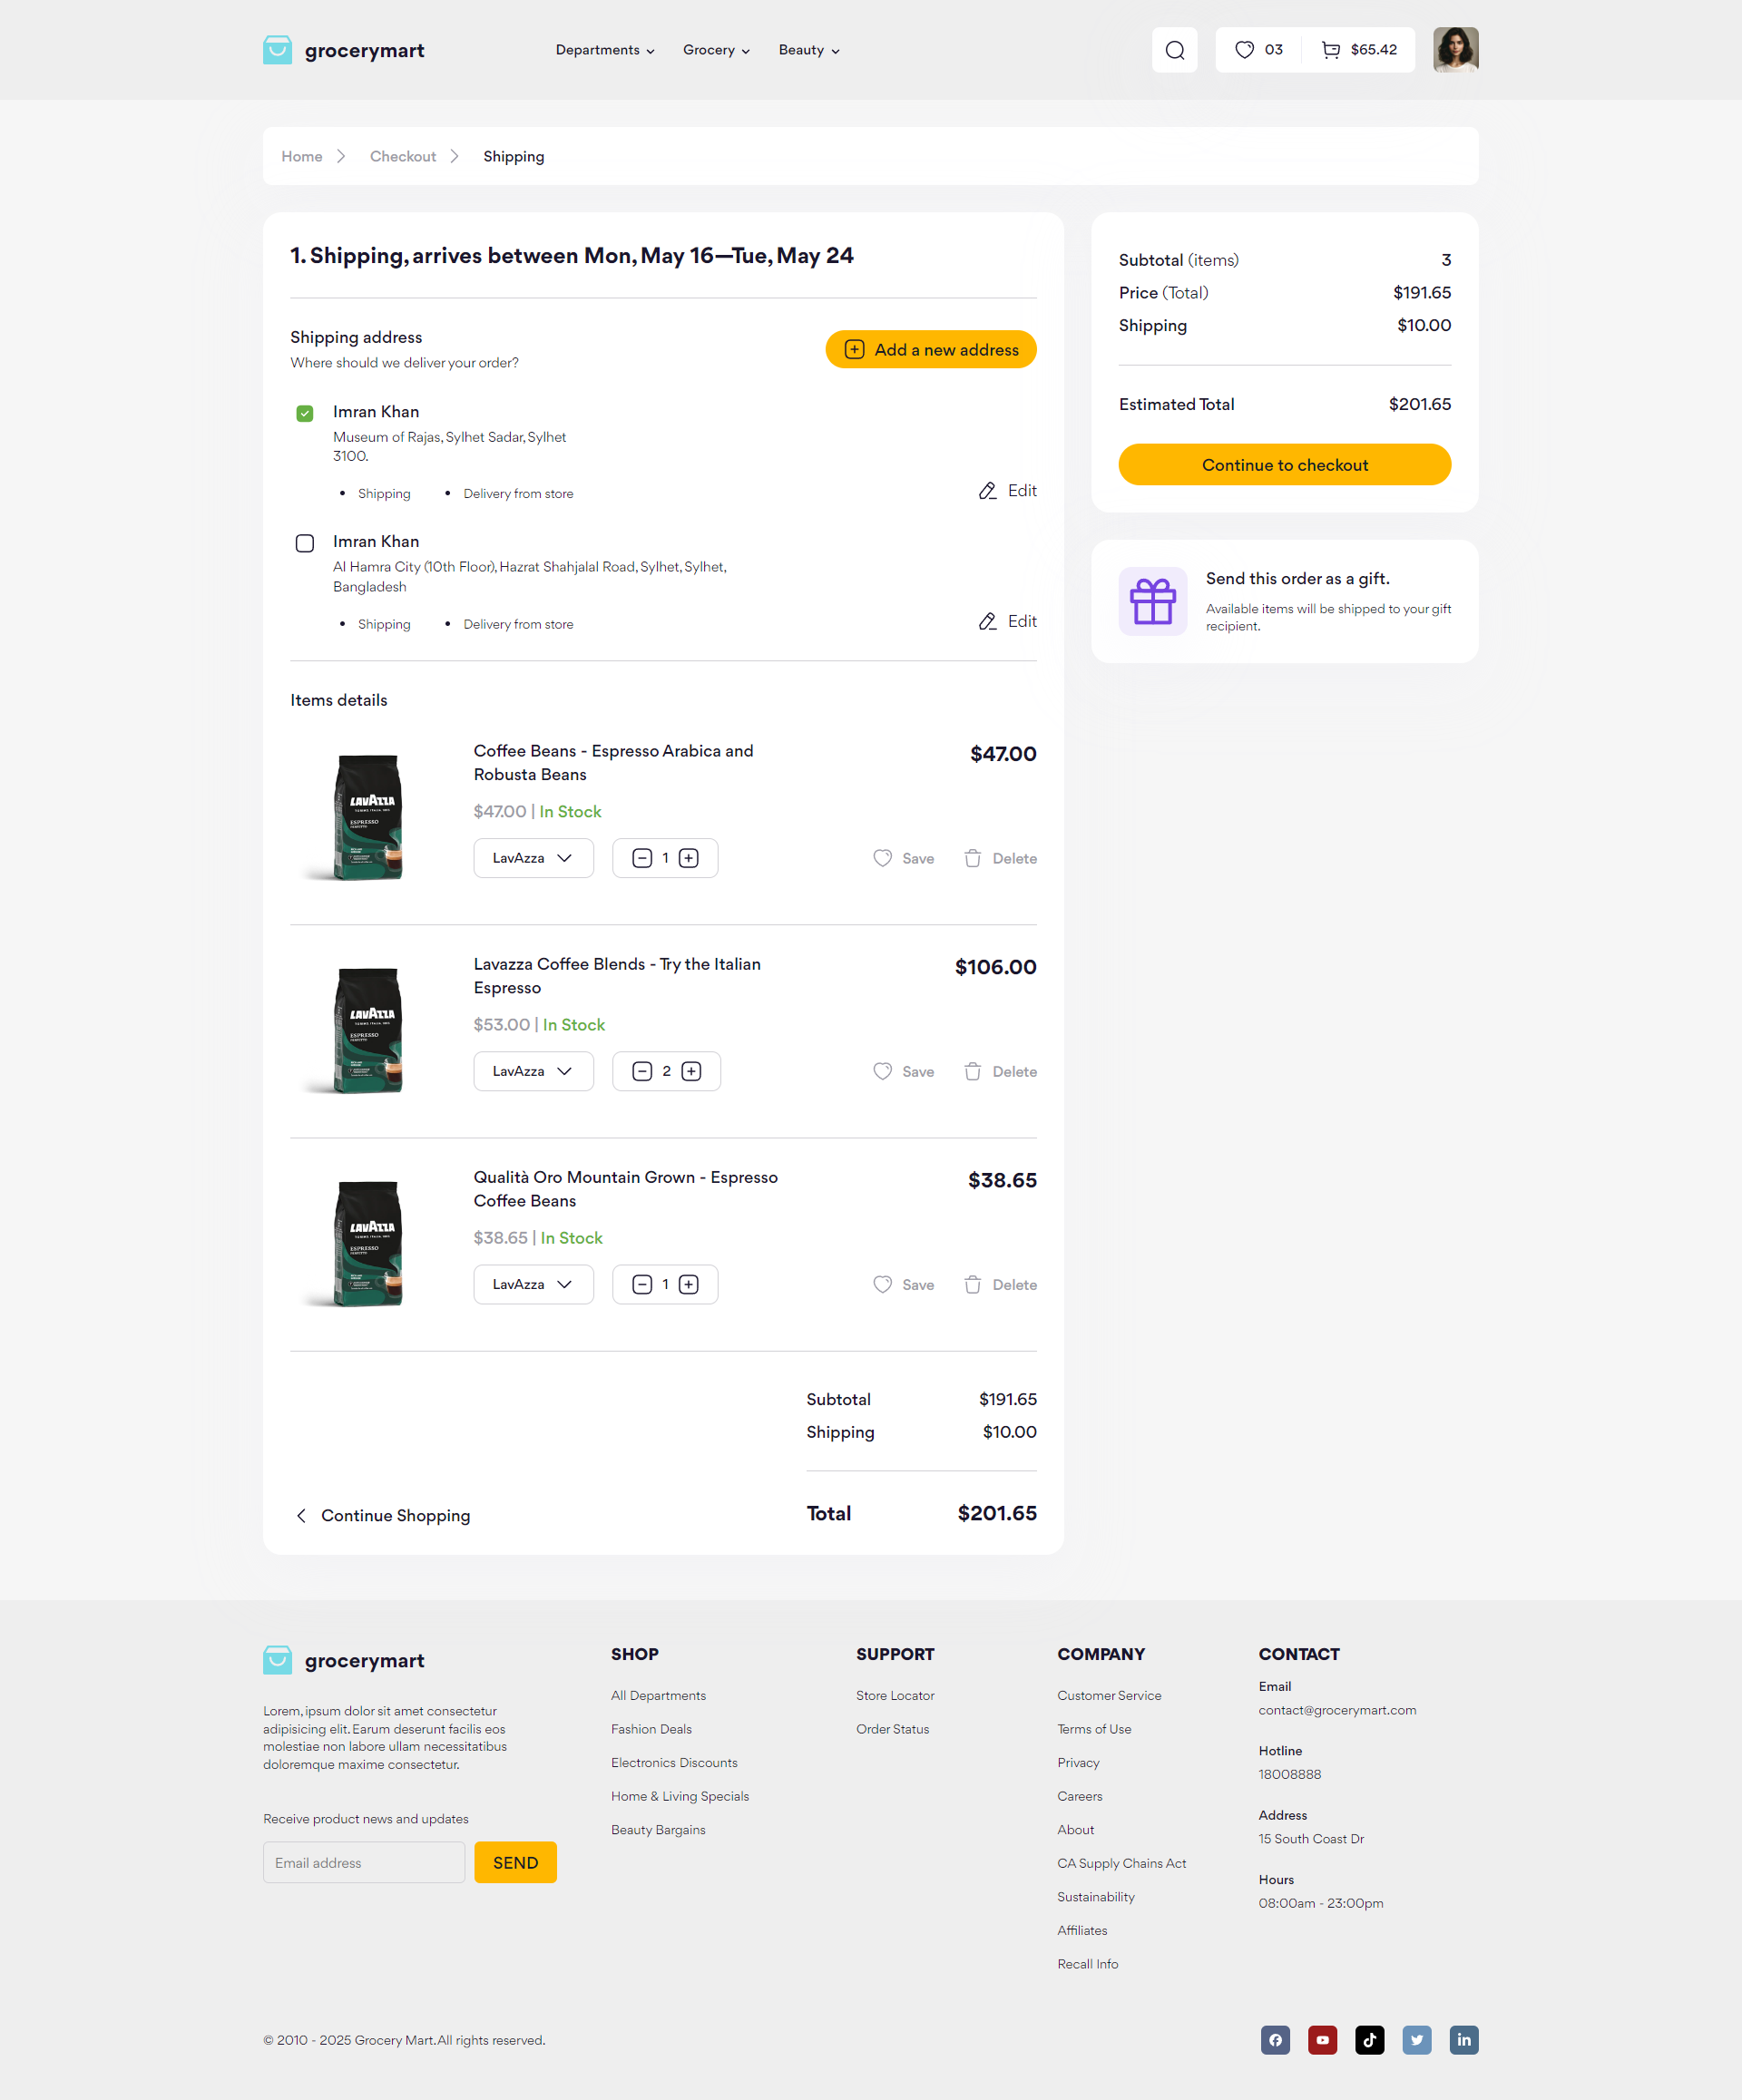 grocerymart
Departments
Grocery
Beauty
03
$65.42
Home
Checkout
Shipping
1. Shipping, arrives between Mon, May 16—Tue, May 24
Shipping address
Where should we deliver your order?
Add a new address
Imran Khan
Museum of Rajas, Sylhet Sadar, Sylhet
3100.
• Shipping
• Delivery from store
Edit
Imran Khan
Al Hamra City (10th Floor), Hazrat Shahjalal Road, Sylhet, Sylhet,
Bangladesh
• Shipping
• Delivery from store
Edit
Items details
LAVAZZA
ESPRESSO
Coffee Beans - Espresso Arabica and
Robusta Beans
$47.00 | In Stock
LavAzza
1
$47.00
Save
Delete
LAVAZZA
ESPRESSO
Lavazza Coffee Blends - Try the Italian
Espresso
$53.00 | In Stock
LavAzza
2
$106.00
Save
Delete
LAVAZZA
ESPRESSO
Qualità Oro Mountain Grown - Espresso
Coffee Beans
$38.65 | In Stock
LavAzza
1
$38.65
Save
Delete
Subtotal $191.65
Shipping $10.00
Continue Shopping
Total $201.65
Subtotal (items) 3
Price (Total) $191.65
Shipping $10.00
Estimated Total $201.65
Continue to checkout
Send this order as a gift.
Available items will be shipped to your gift
recipient.
grocerymart
Lorem, ipsum dolor sit amet consectetur
adipisicing elit. Earum deserunt facilis eos
molestiae non labore ullam necessitatibus
doloremque maxime consectetur.
Receive product news and updates
Email address
SEND
SHOP
All Departments
Fashion Deals
Electronics Discounts
Home & Living Specials
Beauty Bargains
SUPPORT
Store Locator
Order Status
COMPANY
Customer Service
Terms of Use
Privacy
Careers
About
CA Supply Chains Act
Sustainability
Affiliates
Recall Info
CONTACT
Email
contact@grocerymart.com
Hotline
18008888
Address
15 South Coast Dr
Hours
08:00am - 23:00pm
© 2010 - 2025 Grocery Mart. All rights reserved.